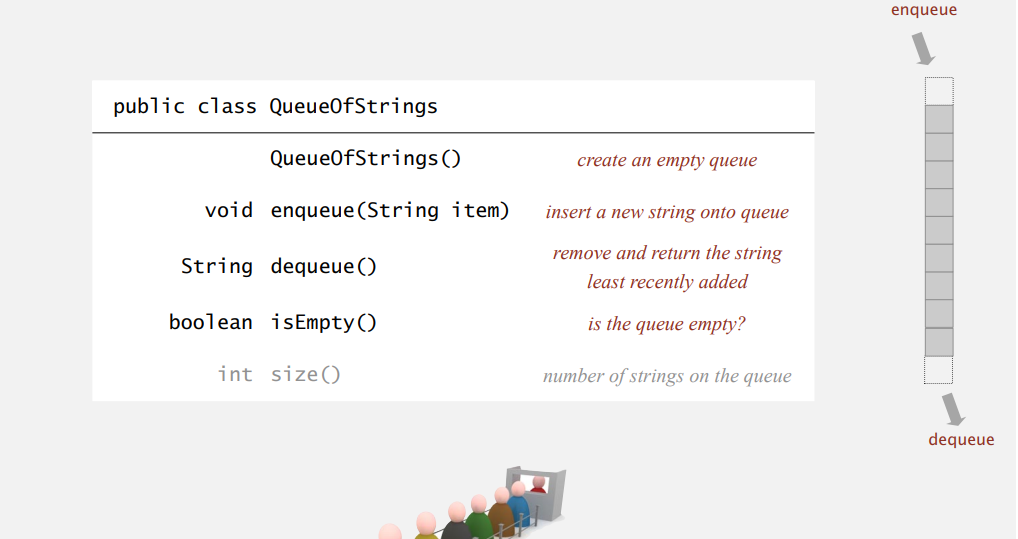 enqueue
public class QueueOfStrings
QueueOfStrings() create an empty queue
void enqueue(String item) insert a new string onto queue
String dequeue() remove and return the string
least recently added
boolean isEmpty() is the queue empty?
int size() number of strings on the queue
dequeue